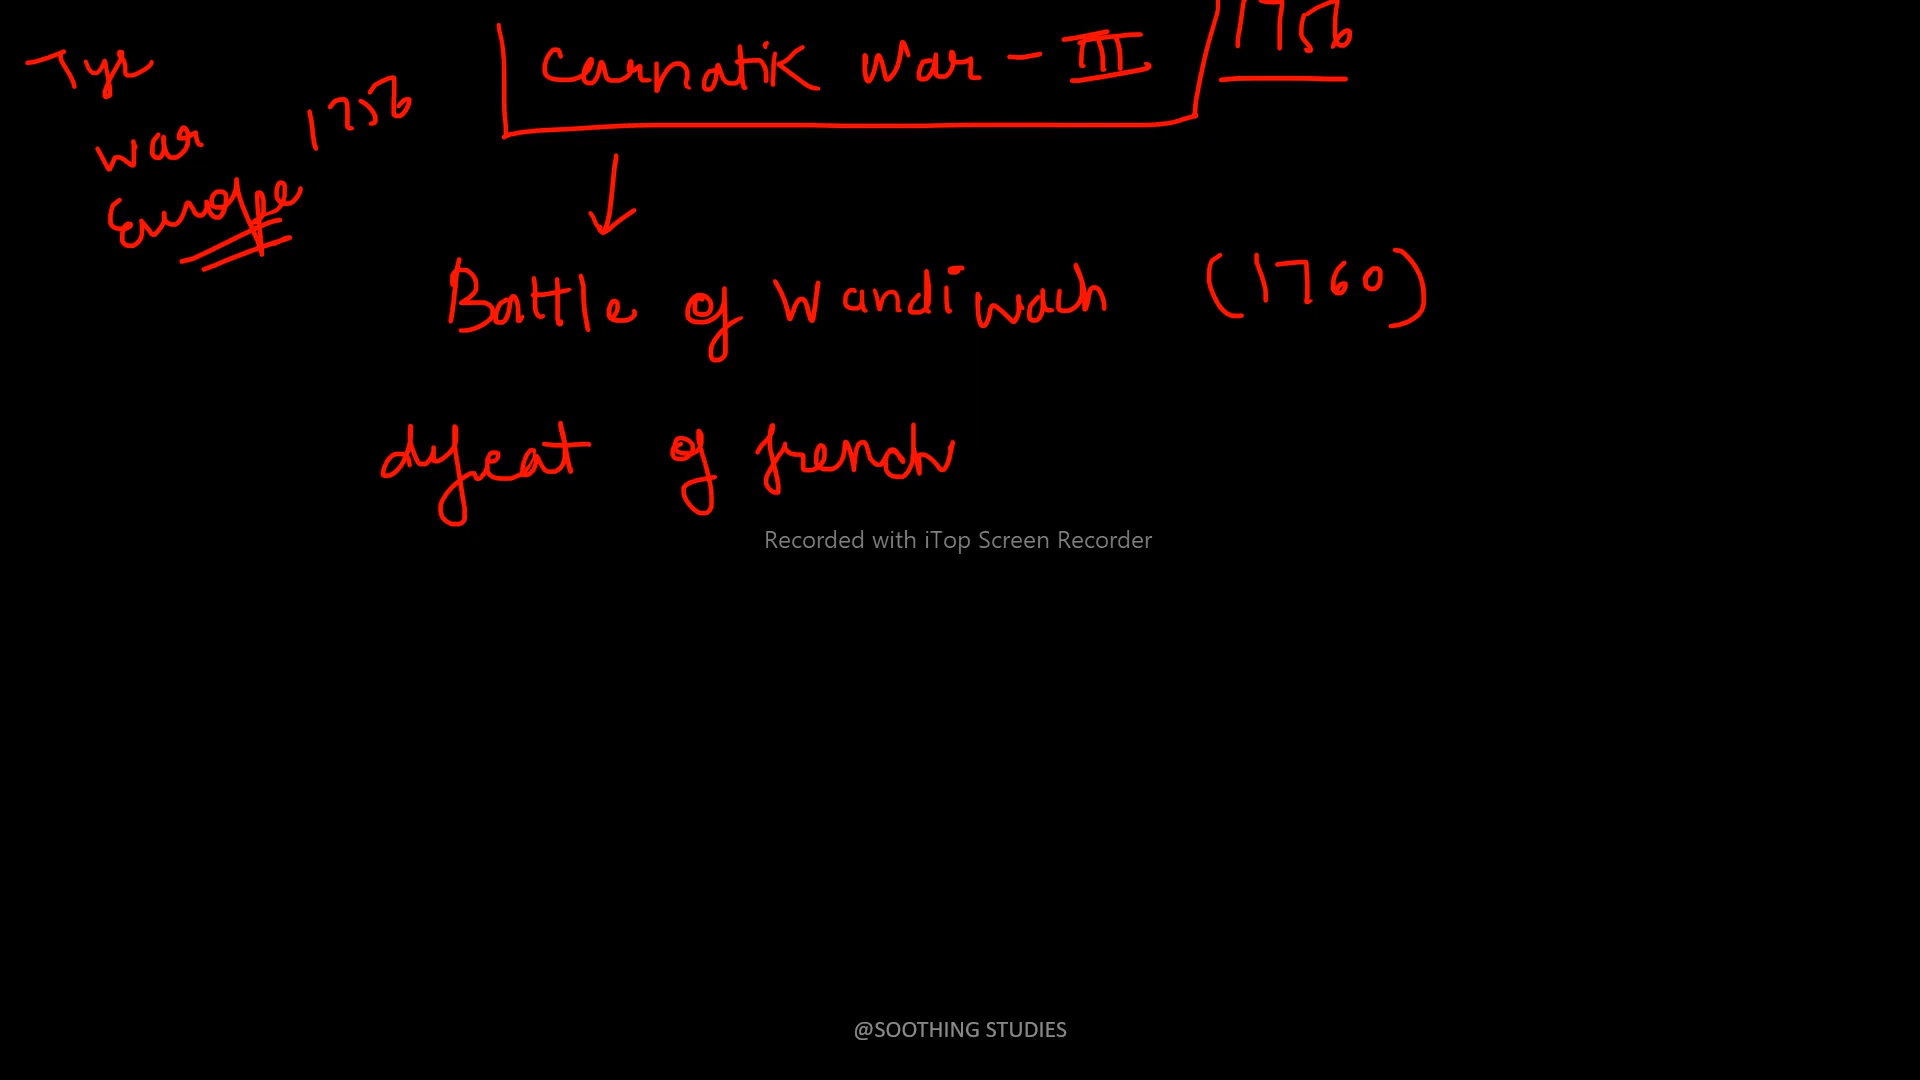 Carnatik War - III 1756
7yr
war 1756
Europe
Battle of Wandiwach (1760)
defeat of french
Recorded with iTop Screen Recorder
@SOOTHING STUDIES